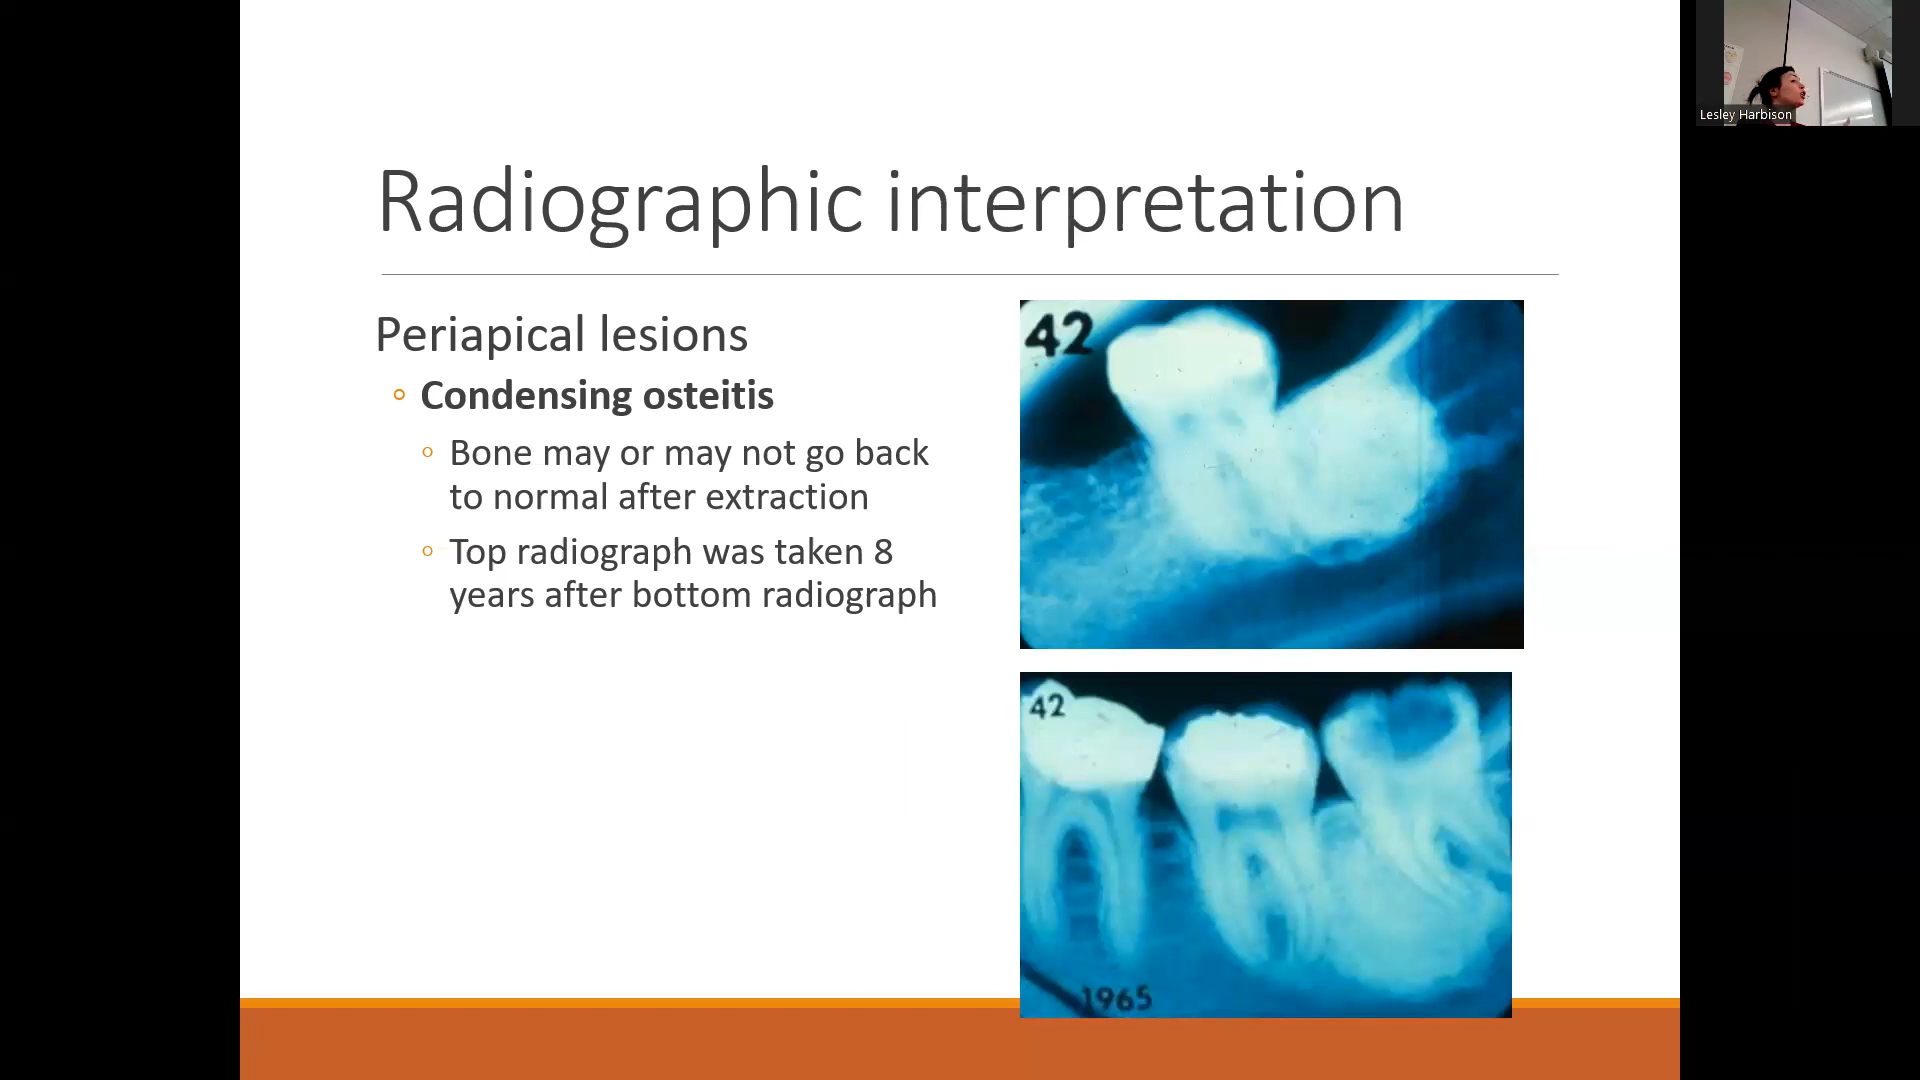 Lesley Harbison
Radiographic interpretation
Periapical lesions
Condensing osteitis
Bone may or may not go back
to normal after extraction
Top radiograph was taken 8
years after bottom radiograph
42
42
1965